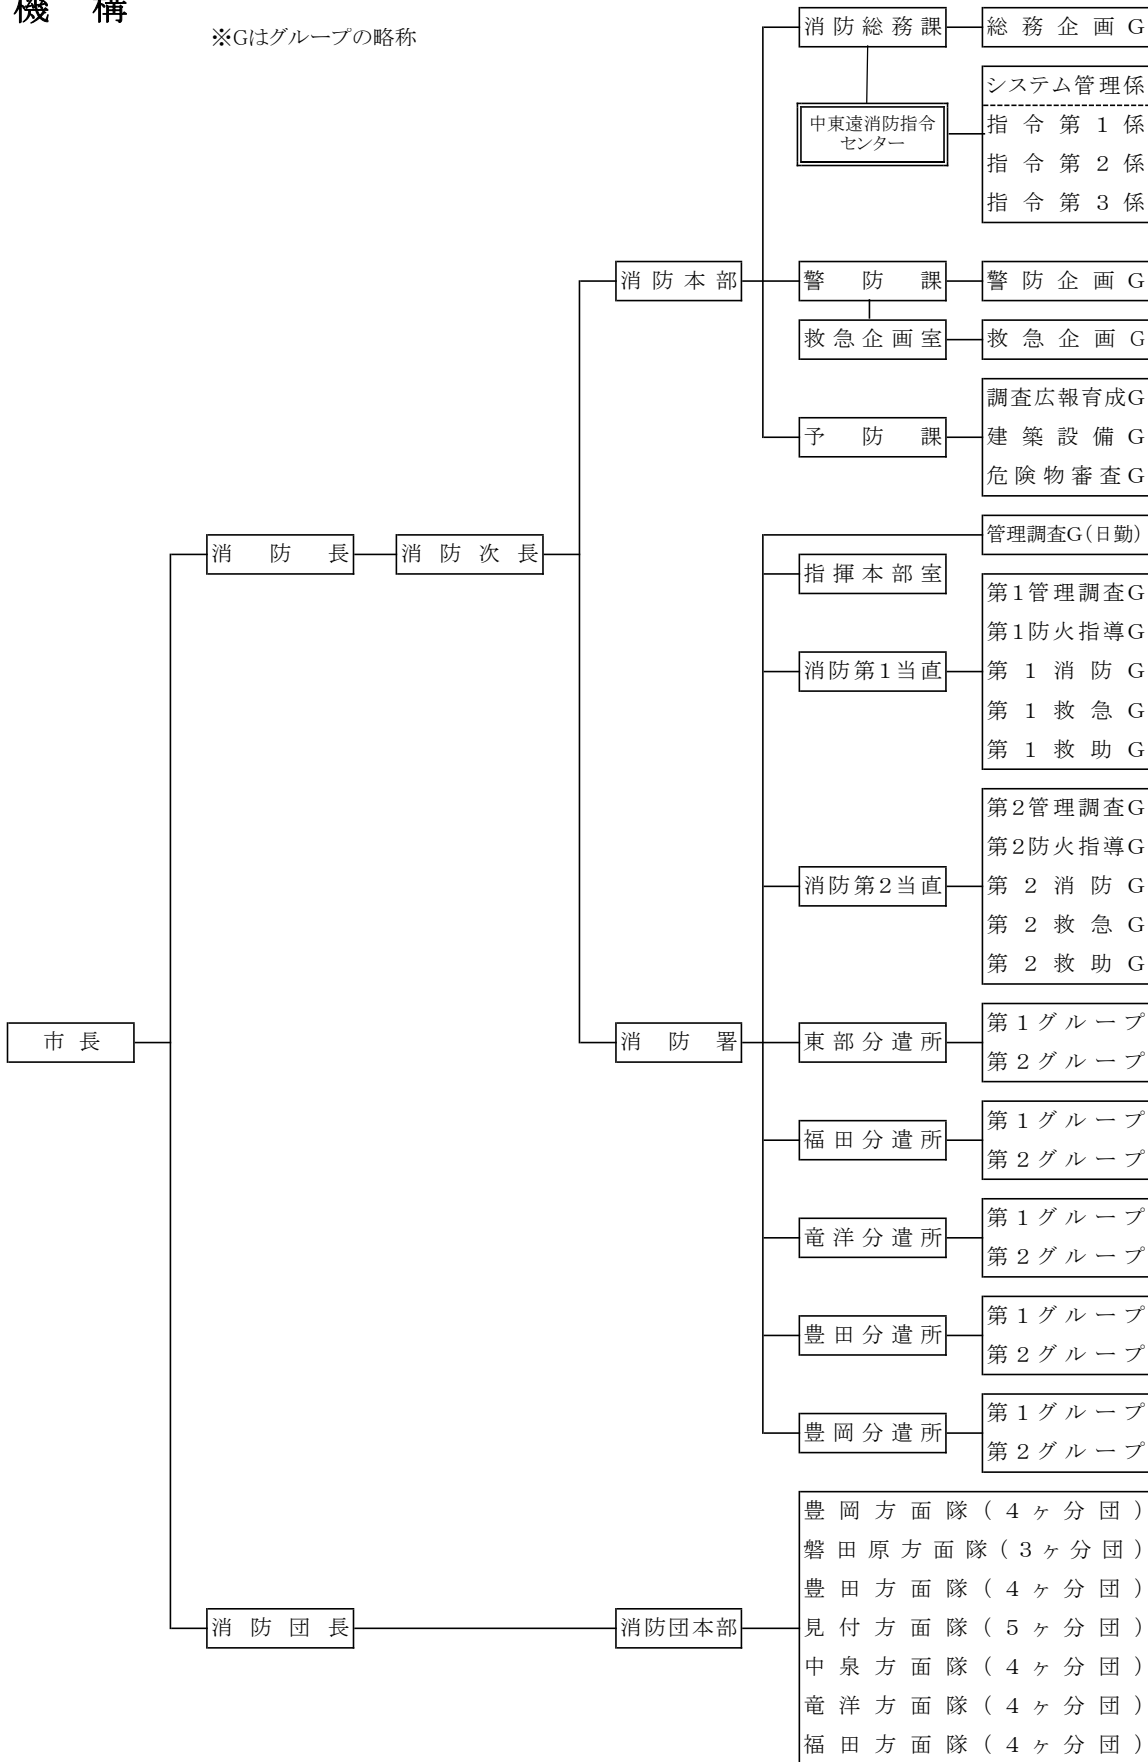 機構
※Gはグループの略称
消防総務課
総務企画G
中東遠消防指令
センター
システム管理係
指令第1係
指令第2係
指令第3係
消防本部
警防課
警防企画G
救急企画室
救急企画G
予防課
調査広報育成G
建築設備G
危険物審査G
消防長
消防次長
管理調査G(日勤)
指揮本部室
消防第1当直
第1管理調査G
第1防火指導G
第1消防G
第1救急G
第1救助G
消防第2当直
第2管理調査G
第2防火指導G
第2消防G
第2救急G
第2救助G
市長
消防署
東部分遣所
第1グループ
第2グループ
福田分遣所
第1グループ
第2グループ
竜洋分遣所
第1グループ
第2グループ
豊田分遣所
第1グループ
第2グループ
豊岡分遣所
第1グループ
第2グループ
消防団長
消防団本部
豊岡方面隊(4ヶ分団)
磐田原方面隊(3ヶ分団)
豊田方面隊(4ヶ分団)
見付方面隊(5ヶ分団)
中泉方面隊(4ヶ分団)
竜洋方面隊(4ヶ分団)
福田方面隊(4ヶ分団)